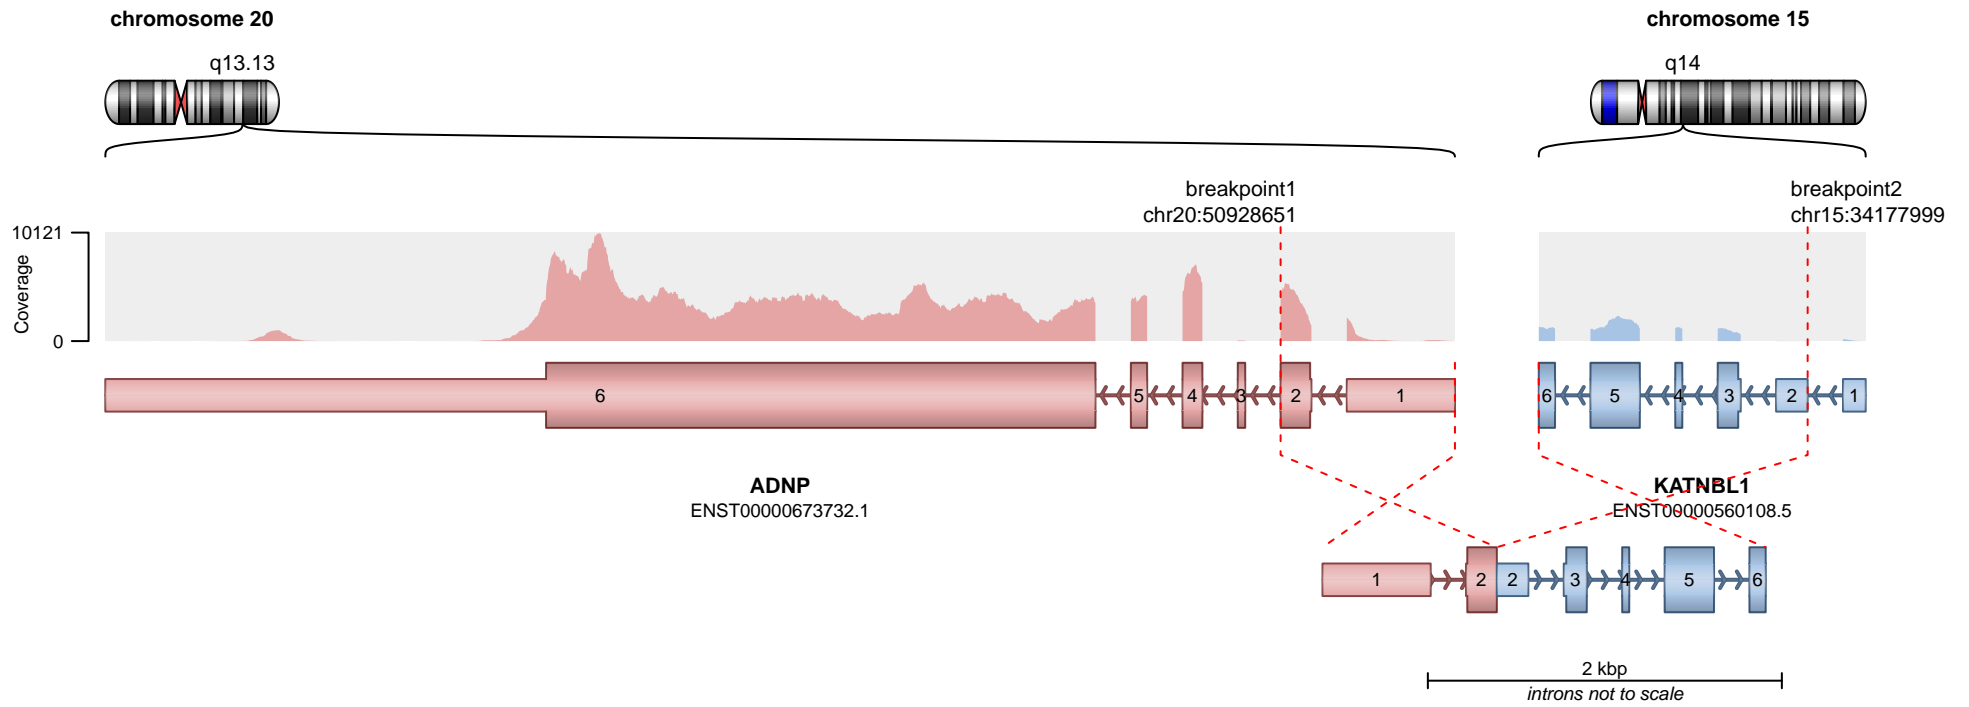 chromosome 20
chromosome 15
q13.13
q14
breakpoint1
chr20:50928651
breakpoint2
chr15:34177999
10121
Coverage
0
6
5
4
3
2
1
6
5
4
3
2
1
ADNP
ENST00000673732.1
KATNBL1
ENST00000560108.5
1
2
2
3
4
5
6
2 kbp
introns not to scale